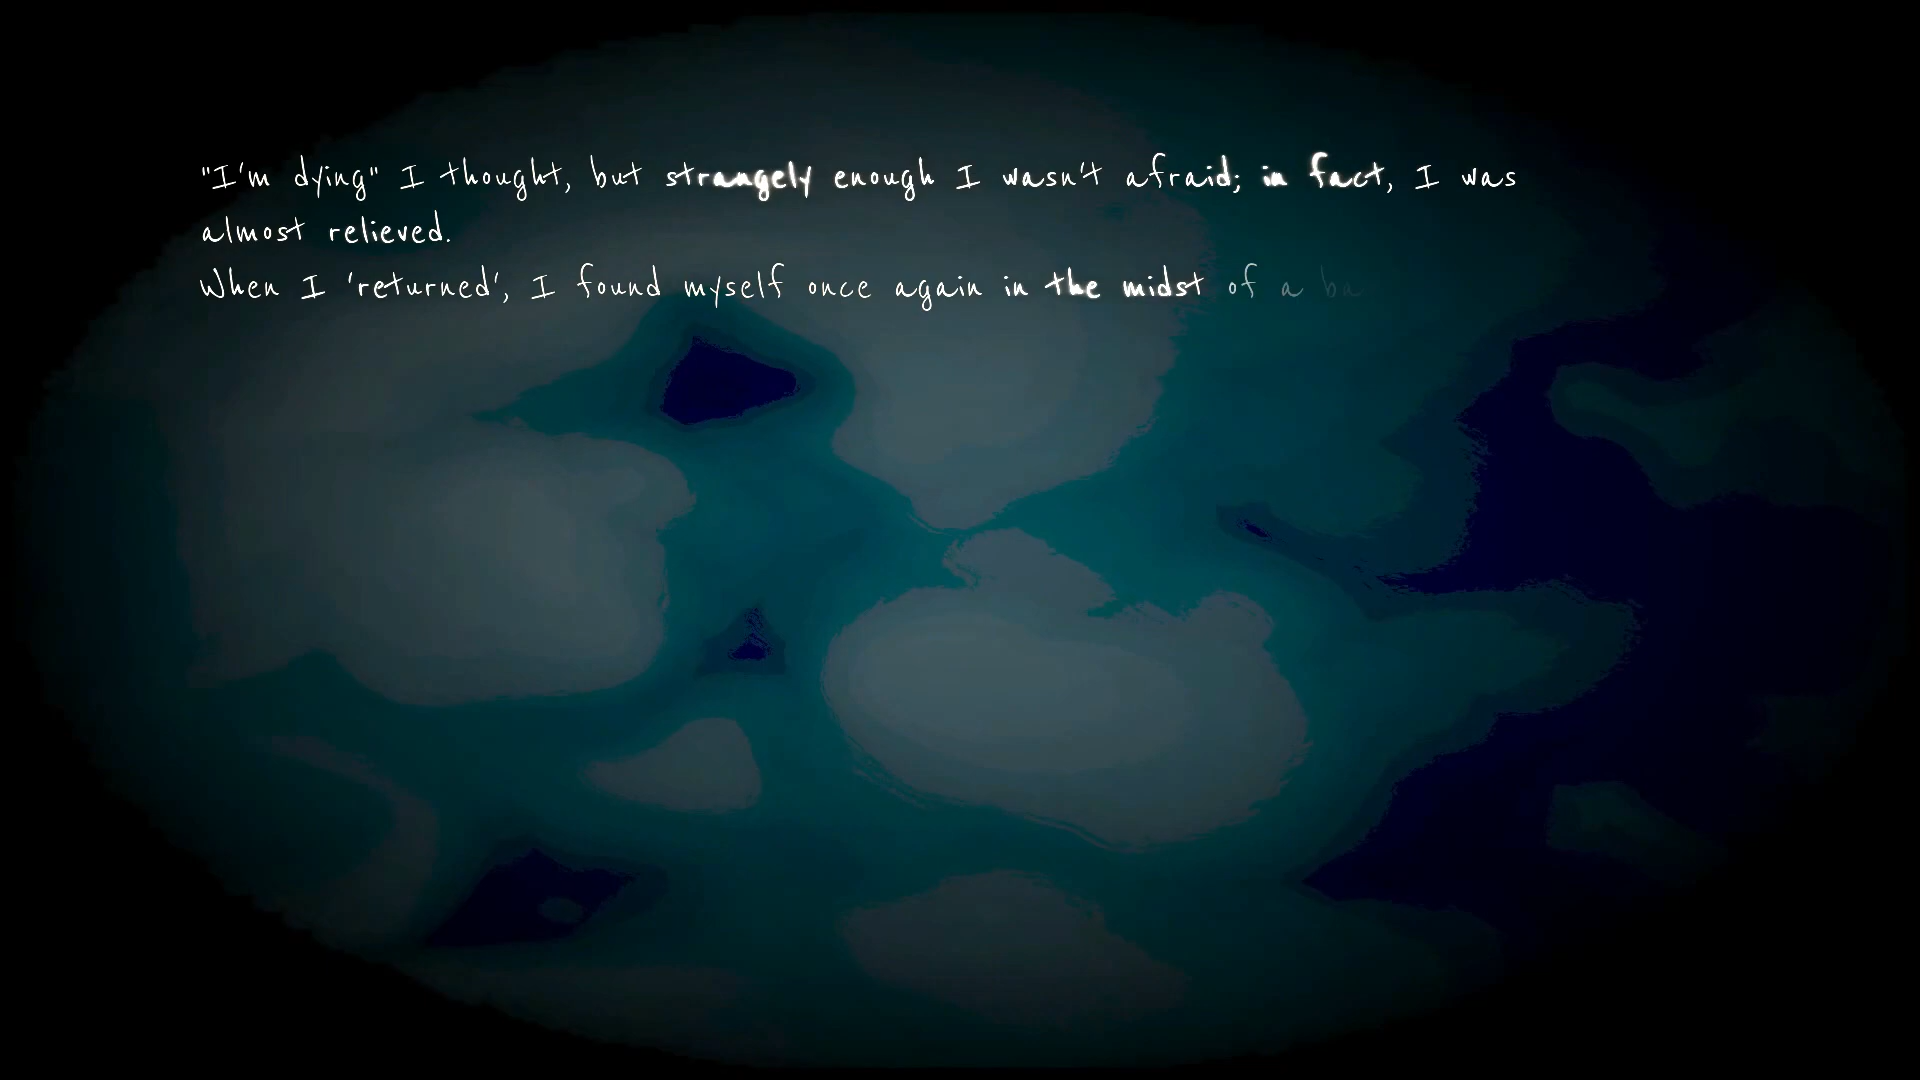 "I'm dying" I thought, but strangely enough I wasn't afraid; in fact, I was
almost relieved.
When I 'returned', I found myself once again in the midst of a